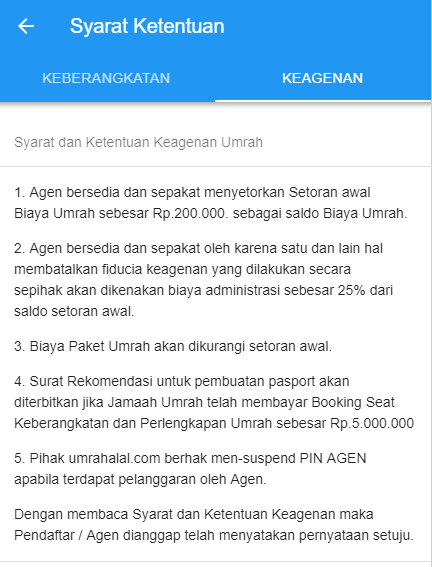 Syarat Ketentuan
KEBERANGKATAN
KEAGENAN
Syarat dan Ketentuan Keagenan Umrah
1. Agen bersedia dan sepakat menyetorkan Setoran awal
Biaya Umrah sebesar Rp.200.000. sebagai saldo Biaya Umrah.
2. Agen bersedia dan sepakat oleh karena satu dan lain hal
membatalkan fiducia keagenan yang dilakukan secara
sepihak akan dikenakan biaya administrasi sebesar 25% dari
saldo setoran awal.
3. Biaya Paket Umrah akan dikurangi setoran awal.
4. Surat Rekomendasi untuk pembuatan pasport akan
diterbitkan jika Jamaah Umrah telah membayar Booking Seat
Keberangkatan dan Perlengkapan Umrah sebesar Rp.5.000.000
5. Pihak umrahalal.com berhak men-suspend PIN AGEN
apabila terdapat pelanggaran oleh Agen.
Dengan membaca Syarat dan Ketentuan Keagenan maka
Pendaftar / Agen dianggap telah menyatakan pernyataan setuju.